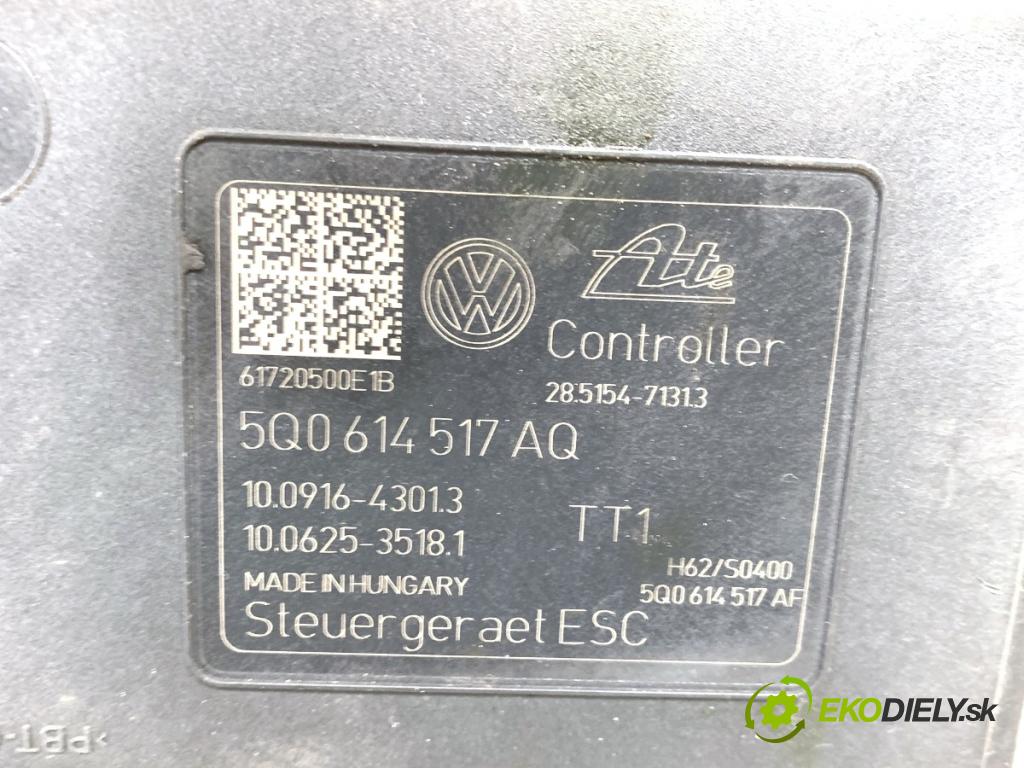 Ate
Controller
61720500E1B
28.5154-7131.3
5Q0 614 517 AQ
10.0916-4301.3
10.0625-3518.1
TT1
H62/S0400
MADE IN HUNGARY
5Q0 614 517 AF
Steuergeraet ESC
EKODIELY.sk
PBT